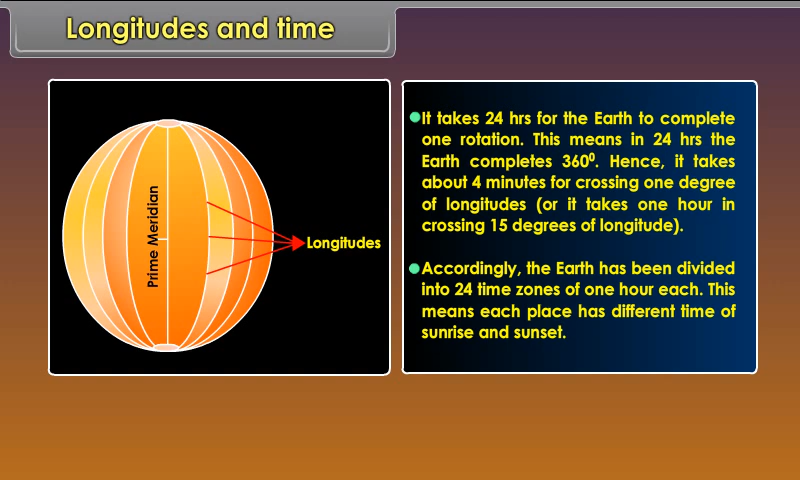 Longitudes and time
Prime Meridian
Longitudes
It takes 24 hrs for the Earth to complete
one rotation. This means in 24 hrs the
Earth completes 360⁰. Hence, it takes
about 4 minutes for crossing one degree
of longitudes (or it takes one hour in
crossing 15 degrees of longitude).
Accordingly, the Earth has been divided
into 24 time zones of one hour each. This
means each place has different time of
sunrise and sunset.